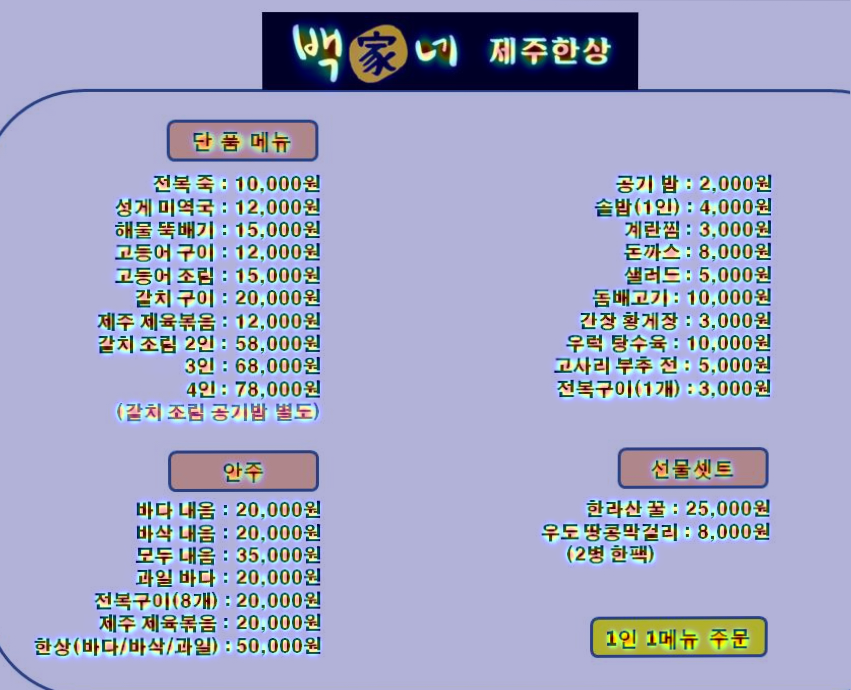 백家네 제주한상
단 품 메뉴
전복 죽 : 10,000원
성게 미역국 : 12,000원
해물 뚝배기 : 15,000원
고등어 구이 : 12,000원
고등어 조림 : 15,000원
갈치 구이 : 20,000원
제주 제육볶음 : 12,000원
갈치 조림 2인 : 58,000원
3인 : 68,000원
4인 : 78,000원
(갈치 조림 공기밥 별도)
공기 밥 : 2,000원
솥밥(1인) : 4,000원
계란찜 : 3,000원
돈까스 : 8,000원
샐러드 : 5,000원
돔배고기 : 10,000원
간장 황게장 : 3,000원
우럭 탕수육 : 10,000원
고사리 부추 전 : 5,000원
전복구이(1개) : 3,000원
안주
바다 내음 : 20,000원
바삭 내음 : 20,000원
모두 내음 : 35,000원
과일 바다 : 20,000원
전복구이(8개) : 20,000원
제주 제육볶음 : 20,000원
한상(바다/바삭/과일) : 50,000원
선물셋트
한라산 꿀 : 25,000원
우도 땅콩막걸리 : 8,000원
(2병 한팩)
1인 1메뉴 주문